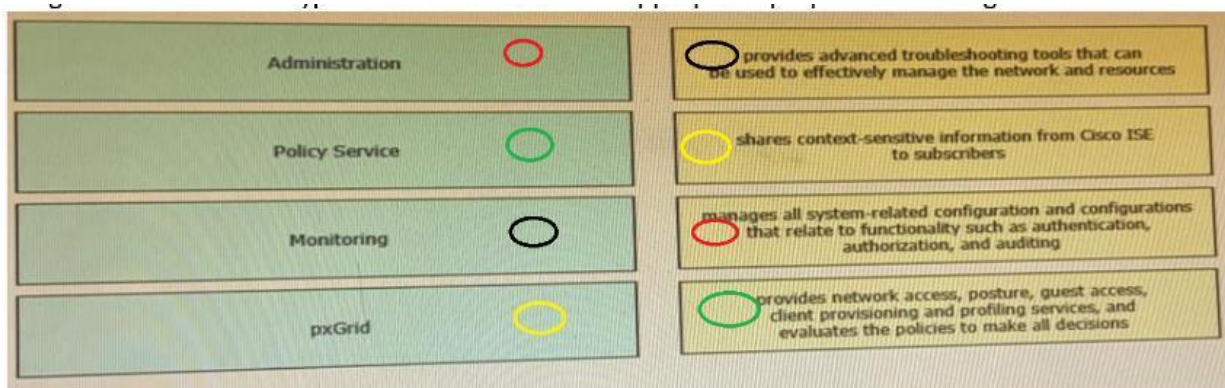 Administration
provides advanced troubleshooting tools that can
be used to effectively manage the network and resources
Policy Service
shares context-sensitive information from Cisco ISE
to subscribers
Monitoring
manages all system-related configuration and configurations
that relate to functionality such as authentication,
authorization, and auditing
pxGrid
provides network access, posture, guest access,
client provisioning and profiling services, and
evaluates the policies to make all decisions